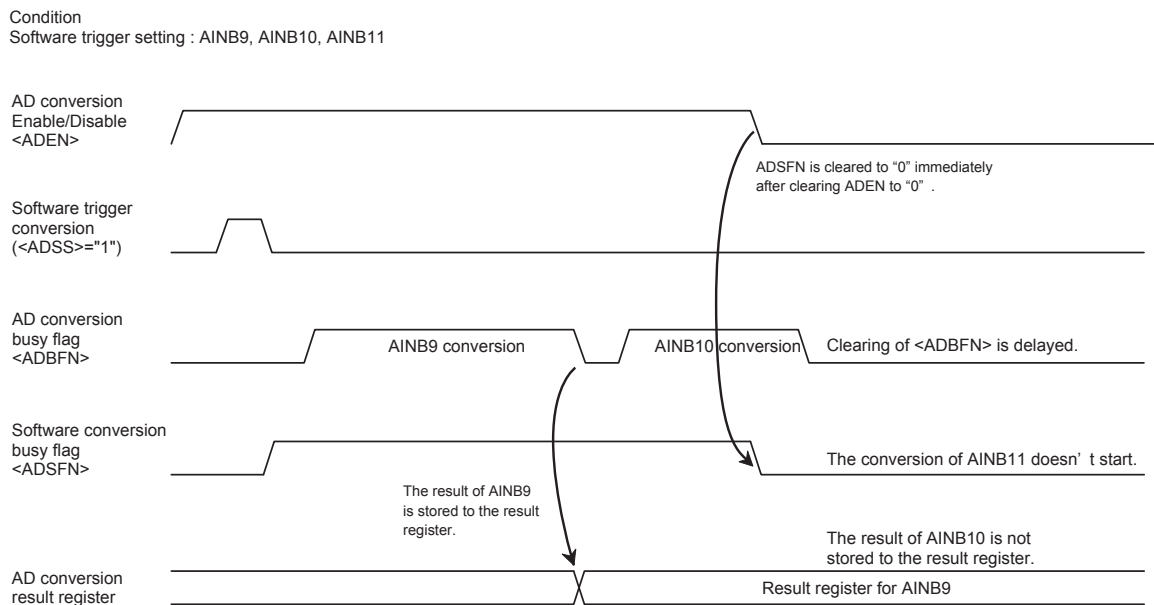 Condition
Software trigger setting : AINB9, AINB10, AINB11
AD conversion
Enable/Disable
<ADEN>
ADSFN is cleared to “0” immediately
after clearing ADEN to “0” .
Software trigger
conversion
(<ADSS>="1")
AD conversion
busy flag
<ADBFN>
AINB9 conversion
AINB10 conversion
Clearing of <ADBFN> is delayed.
Software conversion
busy flag
<ADSFN>
The conversion of AINB11 doesn’ t start.
The result of AINB9
is stored to the result
register.
The result of AINB10 is not
stored to the result register.
AD conversion
result register
Result register for AINB9